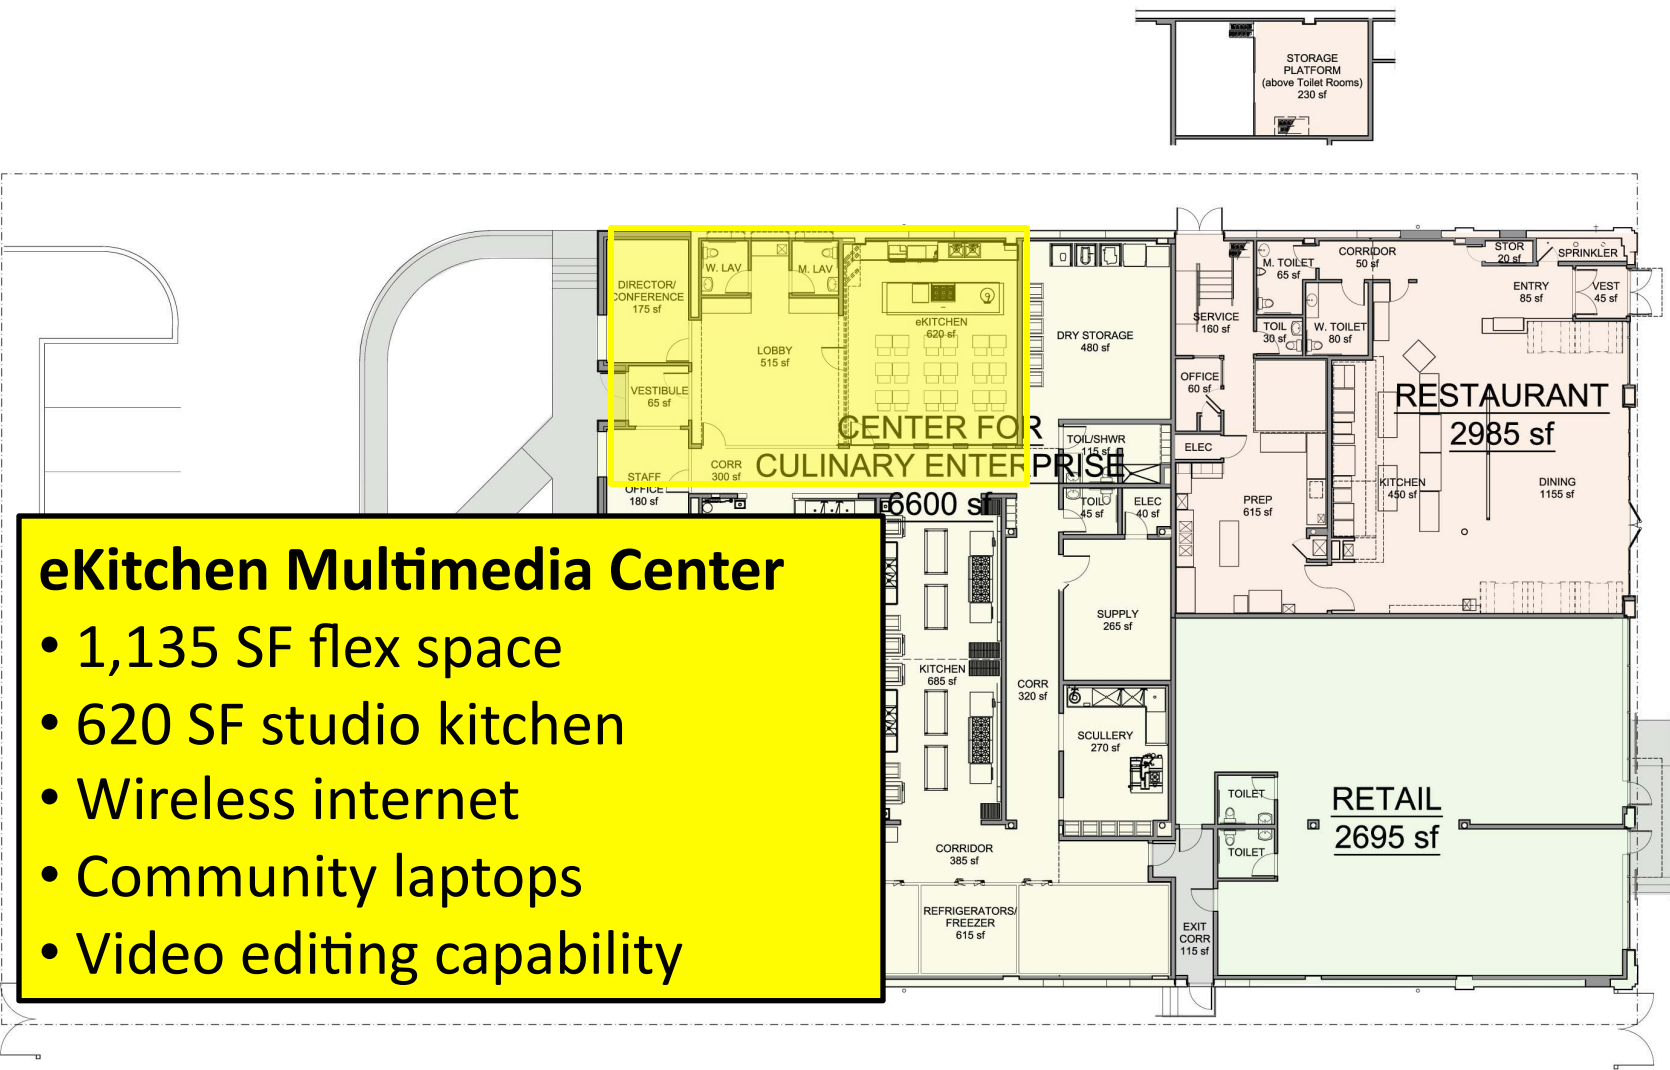 STORAGE
PLATFORM
(above Toilet Rooms)
230 sf
DIRECTOR/
CONFERENCE
175 sf
W. LAV
M. LAV
eKITCHEN
620 sf
LOBBY
515 sf
VESTIBULE
65 sf
STAFF
OFFICE
180 sf
CORR
300 sf
CENTER FOR
CULINARY ENTERPRISE
6600 sf
DRY STORAGE
480 sf
TOIL/SHWR
115 sf
TOIL
45 sf
ELEC
40 sf
SUPPLY
265 sf
KITCHEN
685 sf
CORR
320 sf
SCULLERY
270 sf
CORRIDOR
385 sf
REFRIGERATORS/
FREEZER
615 sf
EXIT
CORR
115 sf
SERVICE
160 sf
M. TOILET
65 sf
TOIL
30 sf
W. TOILET
80 sf
CORRIDOR
50 sf
STOR
20 sf
SPRINKLER
ENTRY
85 sf
VEST
45 sf
OFFICE
60 sf
ELEC
PREP
615 sf
RESTAURANT
2985 sf
KITCHEN
450 sf
DINING
1155 sf
TOILET
TOILET
RETAIL
2695 sf
eKitchen Multimedia Center
• 1,135 SF flex space
• 620 SF studio kitchen
• Wireless internet
• Community laptops
• Video editing capability